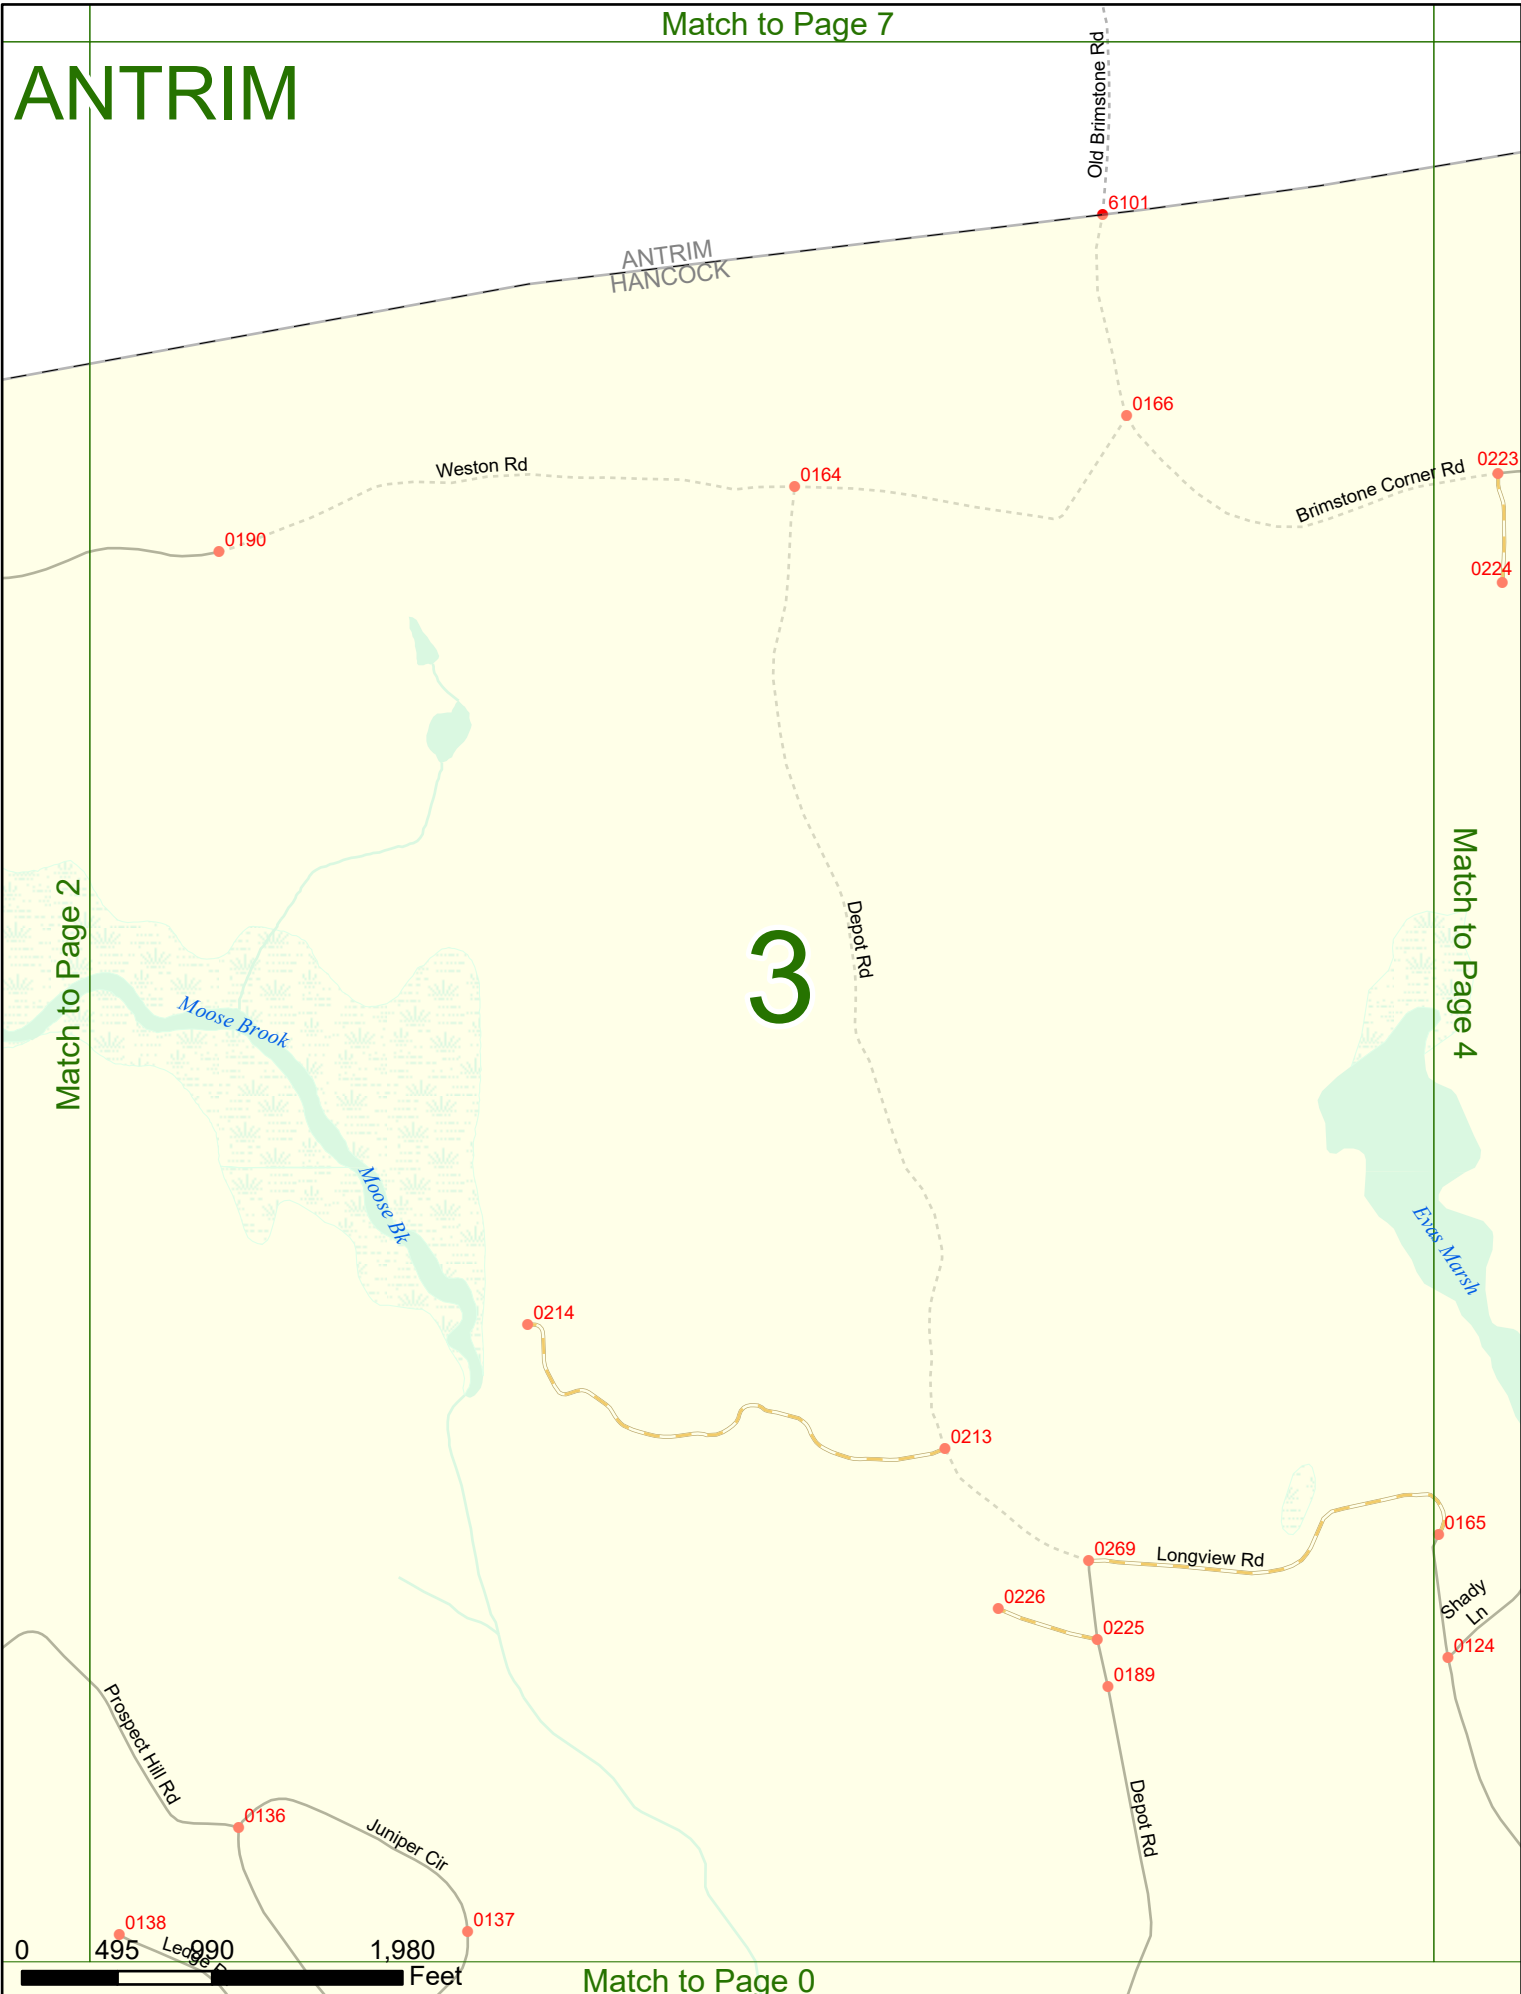 Match to Page 7
ANTRIM
Old Brimstone Rd
6101
ANTRIM
HANCOCK
0166
Weston Rd
0164
Brimstone Corner Rd
0223
0190
0224
Match to Page 2
Match to Page 4
Depot Rd
3
Moose Brook
Moose Bk
Evas Marsh
0214
0213
0165
0269
Longview Rd
0226
Shady
Ln
0225
0124
0189
Prospect Hill Rd
Depot Rd
0136
Juniper Cir
0138
0137
Ledge
0 495 990 1,980
Feet
Match to Page 0